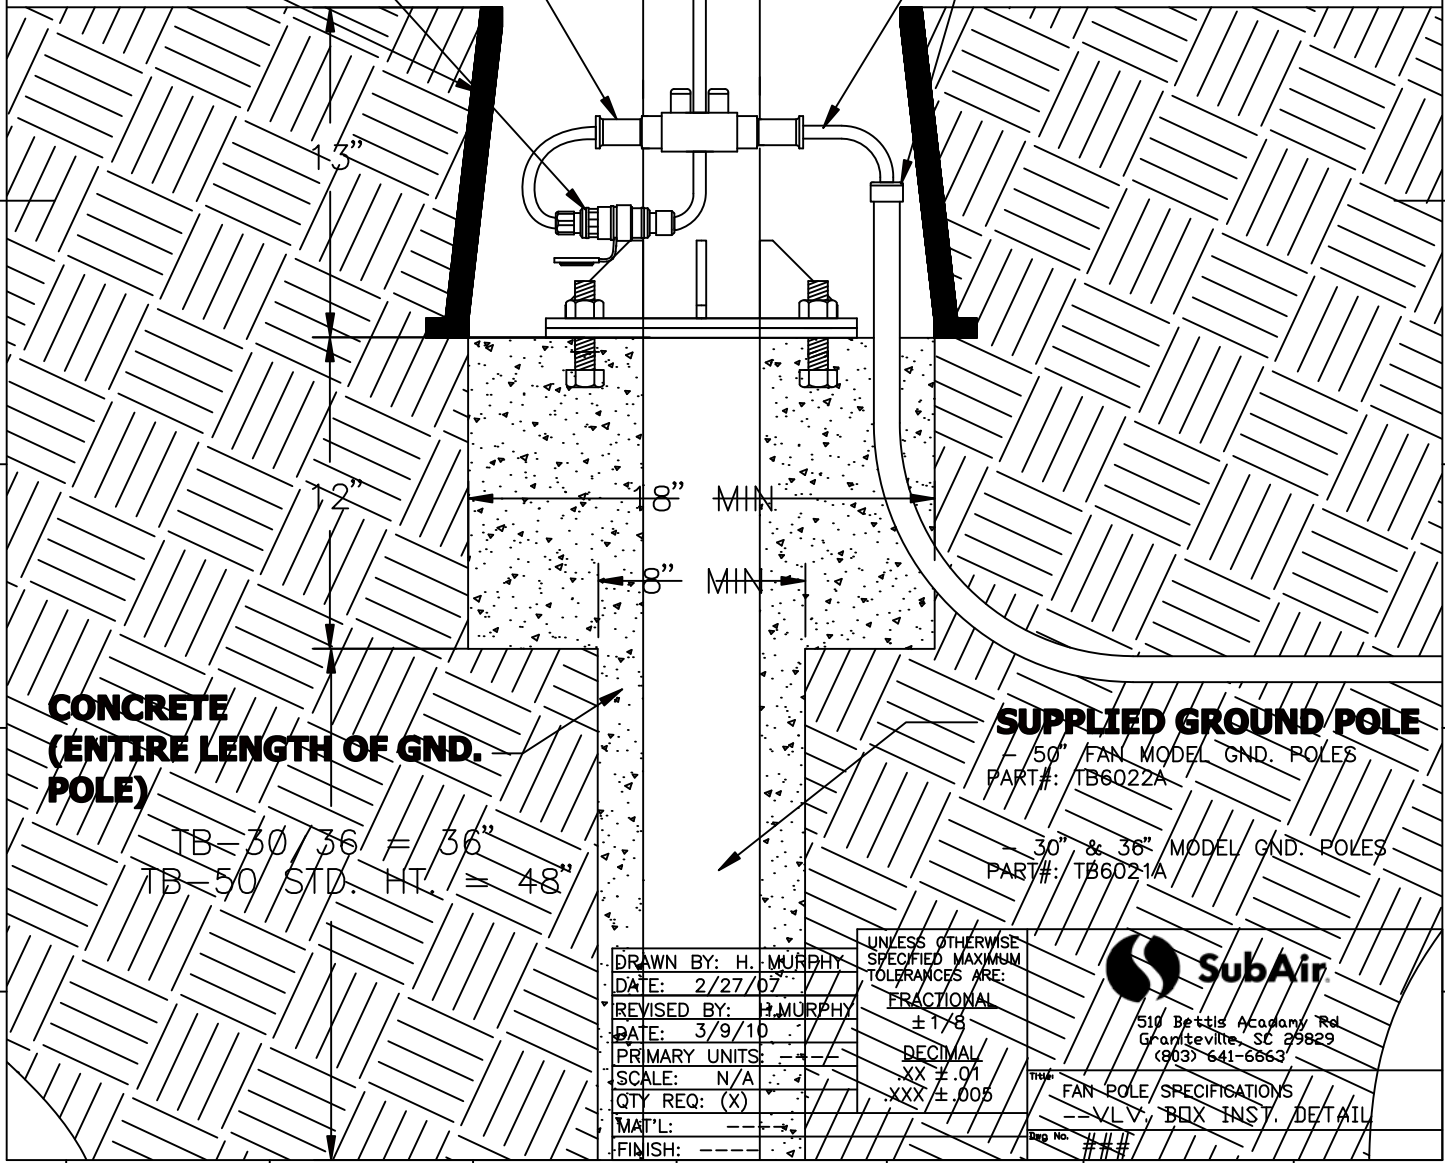 13"
12"
18" MIN
8" MIN
CONCRETE
(ENTIRE LENGTH OF GND.
POLE)
TB-30/36 = 36"
TB-50 STD. HT. = 48"
SUPPLIED GROUND POLE
- 50" FAN MODEL GND. POLES
PART#: TB6022A
- 30" & 36" MODEL GND. POLES
PART#: TB6021A
DRAWN BY: H. MURPHY
DATE: 2/27/07
REVISED BY: H.MURPHY
DATE: 3/9/10
PRIMARY UNITS: ----
SCALE: N/A
QTY REQ: (X)
MAT'L: ----
FINISH: ----
UNLESS OTHERWISE
SPECIFIED MAXIMUM
TOLERANCES ARE:
FRACTIONAL
±1/8
DECIMAL
.XX ±.01
.XXX ±.005
SubAir
510 Bettis Acadamy Rd
Graniteville, SC 29829
(803) 641-6663
Title:
FAN POLE SPECIFICATIONS
--VLV. BOX INST. DETAIL
Dwg No.
###